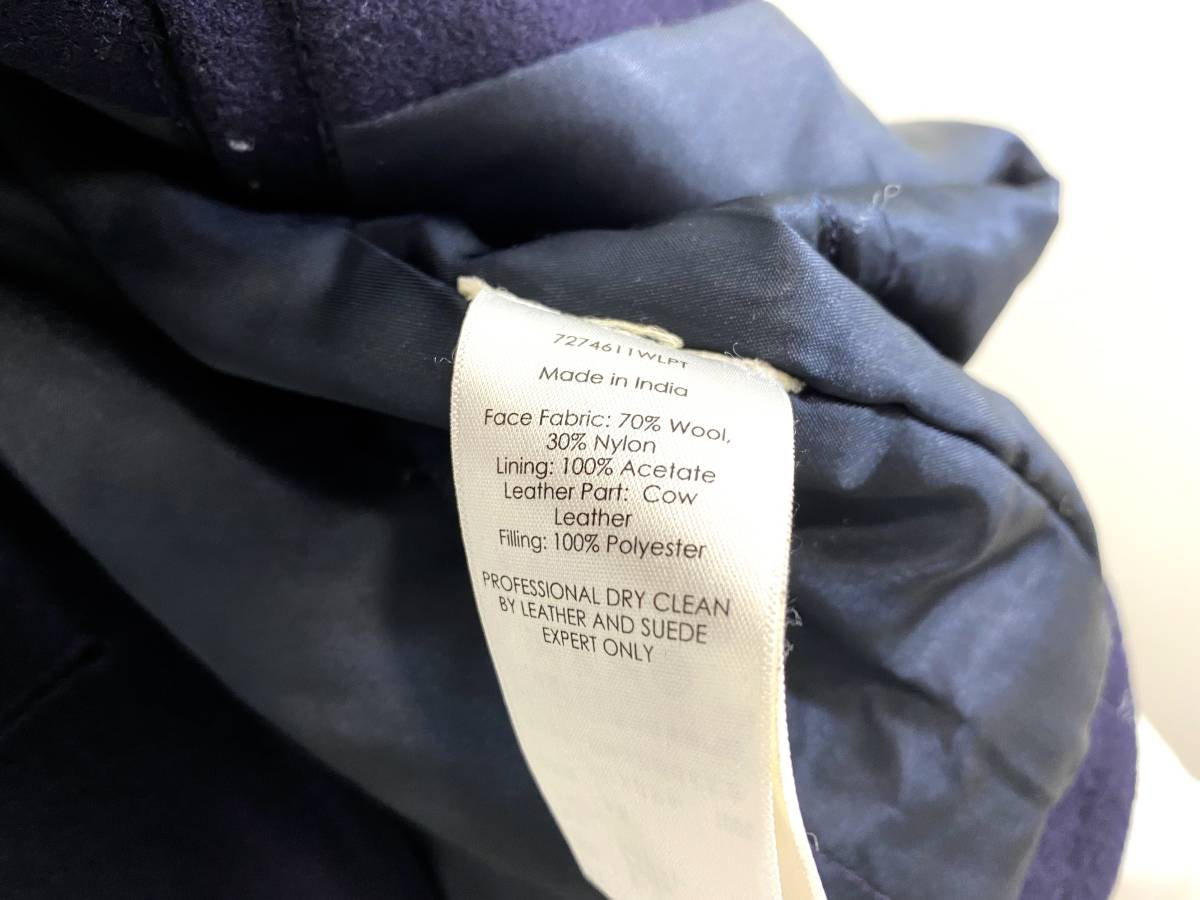 7274611WLPT
Made in India
Face Fabric: 70% Wool,
30% Nylon
Lining: 100% Acetate
Leather Part: Cow
Leather
Filling: 100% Polyester
PROFESSIONAL DRY CLEAN
BY LEATHER AND SUEDE
EXPERT ONLY